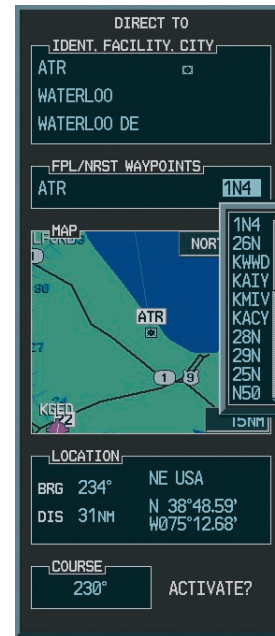 DIRECT TO
IDENT, FACILITY, CITY
ATR
WATERLOO
WATERLOO DE
FPL/NRST WAYPOINTS
ATR 1N4
1N4
26N
KWWD
KAIY
KMIV
KACY
28N
29N
25N
N50
MAP
NOR
ATR
1 9
KGED
22
15NM
LOCATION
BRG 234° NE USA
DIS 31NM N 38°48.59'
W075°12.68'
COURSE
230° ACTIVATE?